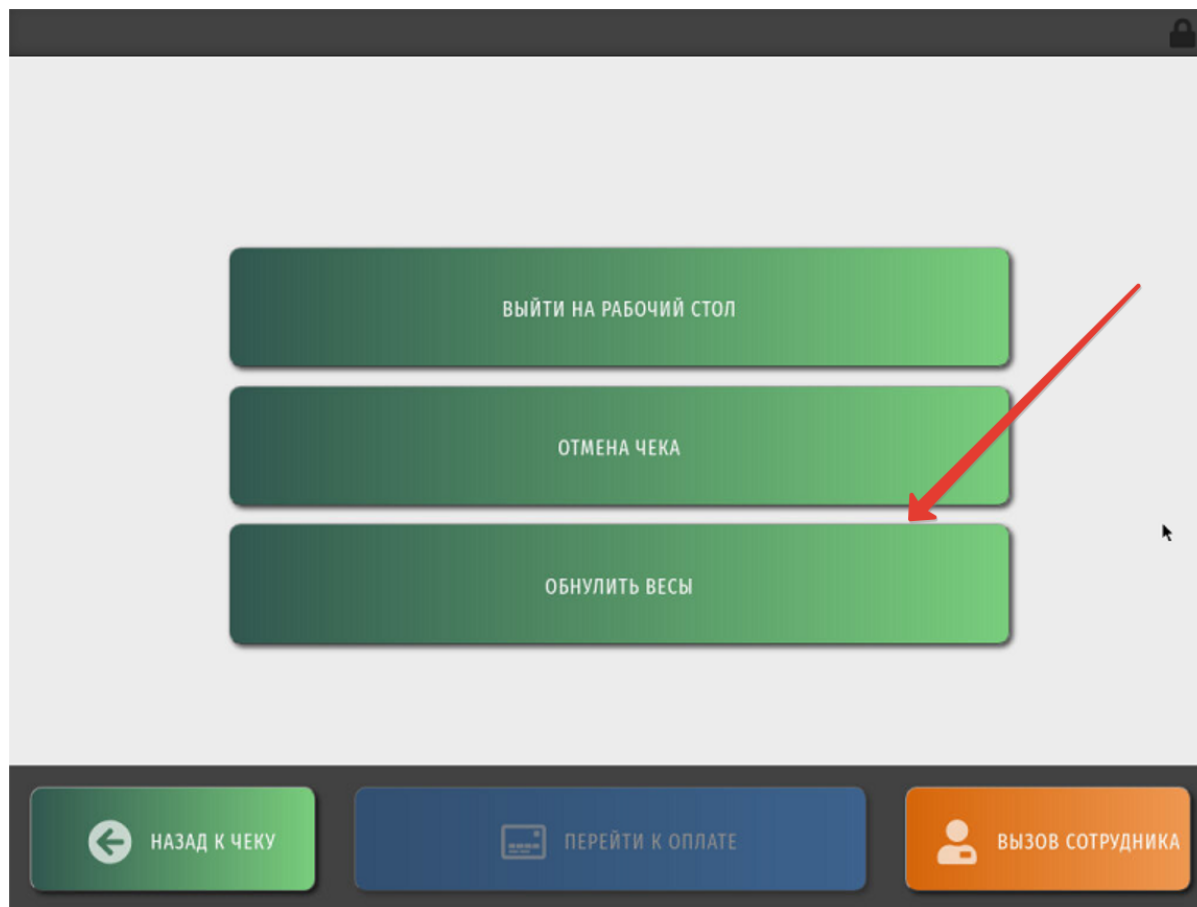 ВЫЙТИ НА РАБОЧИЙ СТОЛ
ОТМЕНА ЧЕКА
ОБНУЛИТЬ ВЕСЫ
НАЗАД К ЧЕКУ
ПЕРЕЙТИ К ОПЛАТЕ
ВЫЗОВ СОТРУДНИКА